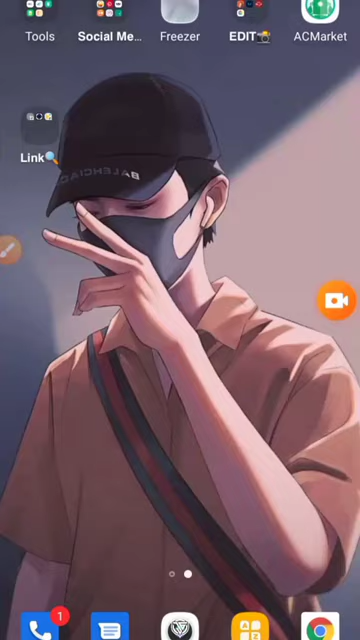 Tools
Social Me...
Freezer
EDIT📸
ACMarket
Link🔍
BALENCIAGA
1